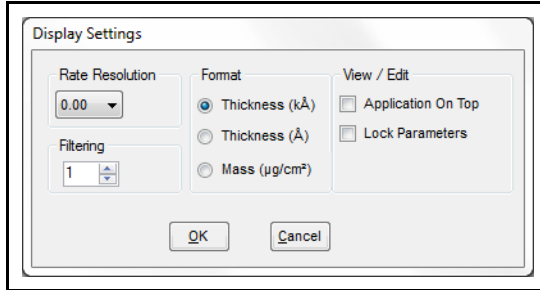 Display Settings
Rate Resolution
0.00
Filtering
1
Format
Thickness (kÅ)
Thickness (Å)
Mass (µg/cm²)
View / Edit
Application On Top
Lock Parameters
OK
Cancel